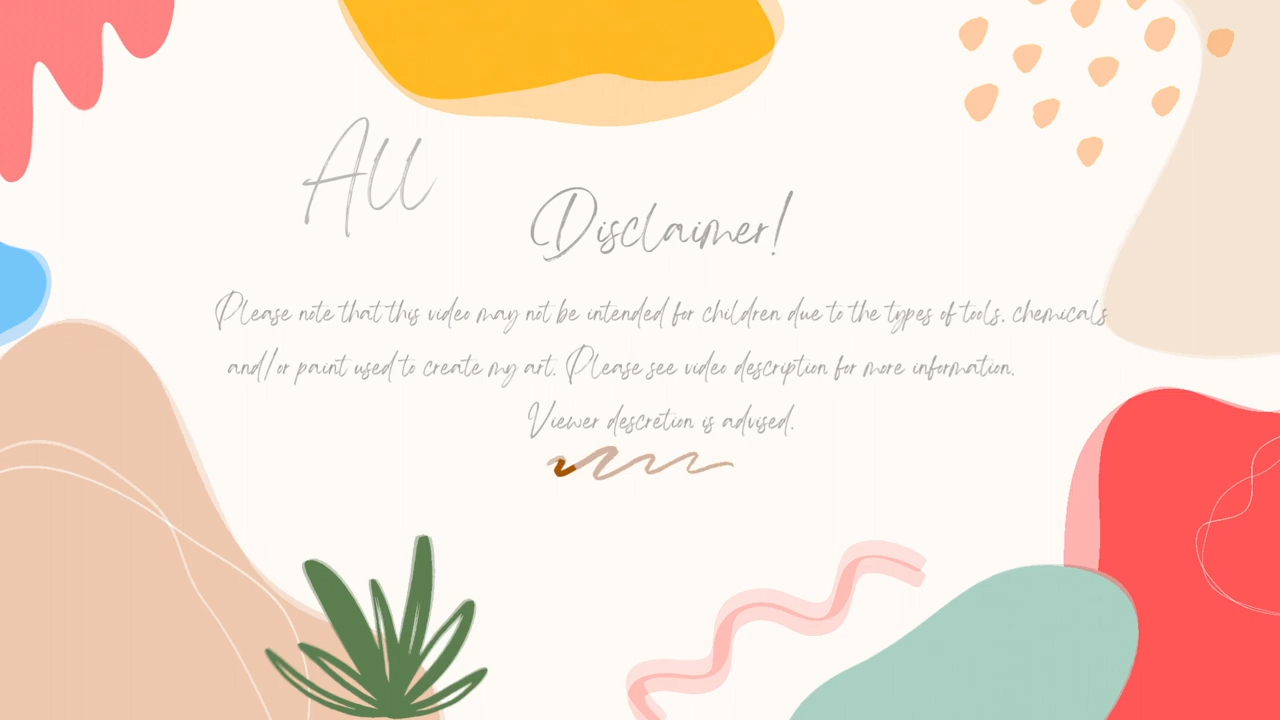 All
Disclaimer!
Please note that this video may not be intended for children due to the types of tools, chemicals
and/or paint used to create my art. Please see video description for more information.
Viewer descretion is advised.